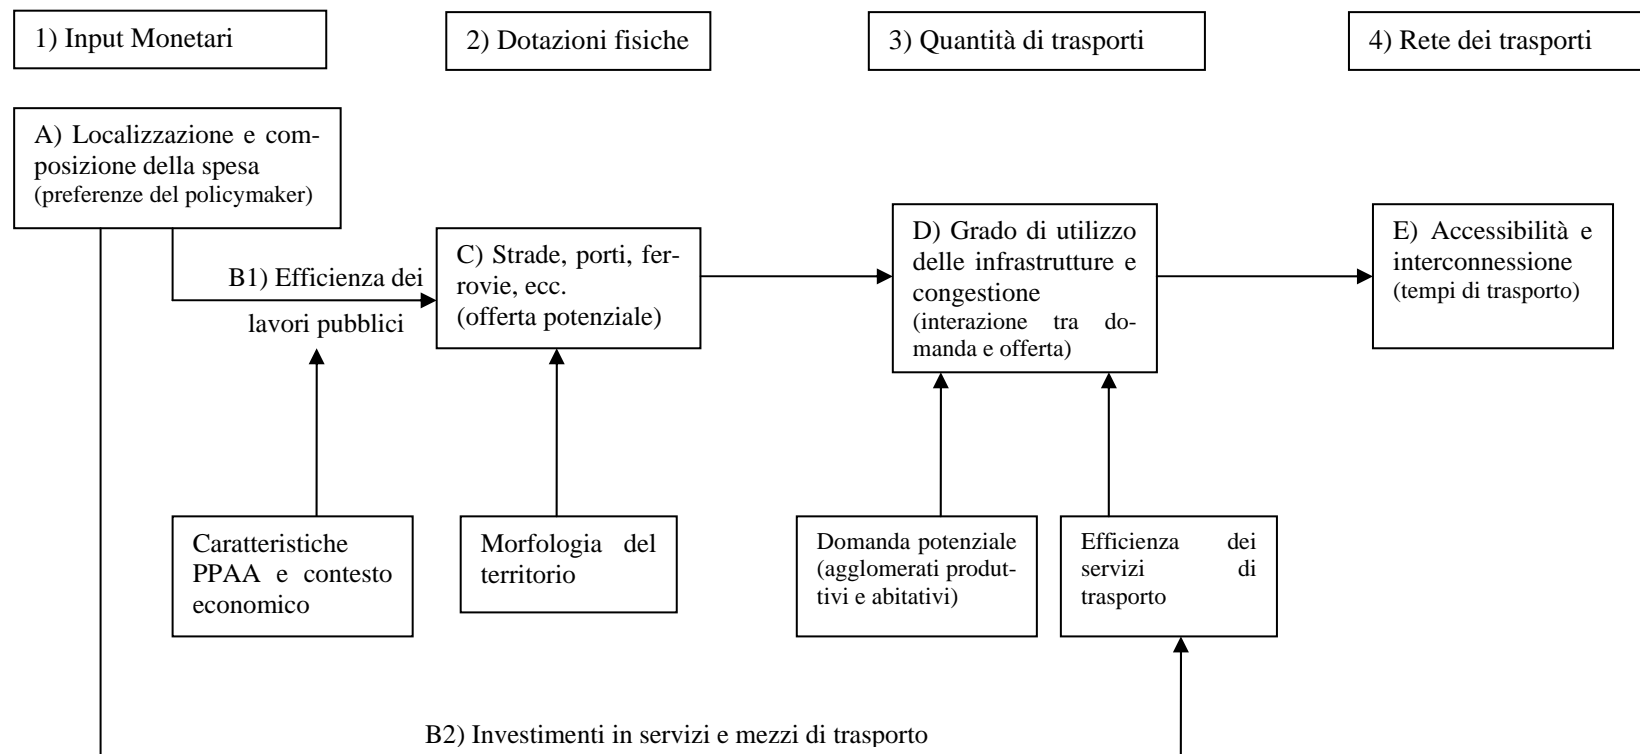 1) Input Monetari
2) Dotazioni fisiche
3) Quantità di trasporti
4) Rete dei trasporti
A) Localizzazione e com-
posizione della spesa
(preferenze del policymaker)
B1) Efficienza dei
lavori pubblici
C) Strade, porti, fer-
rovie, ecc.
(offerta potenziale)
D) Grado di utilizzo
delle infrastrutture e
congestione
(interazione tra do-
manda e offerta)
E) Accessibilità e
interconnessione
(tempi di trasporto)
Caratteristiche
PPAA e contesto
economico
Morfologia del
territorio
Domanda potenziale
(agglomerati produt-
tivi e abitativi)
Efficienza dei
servizi di
trasporto
B2) Investimenti in servizi e mezzi di trasporto